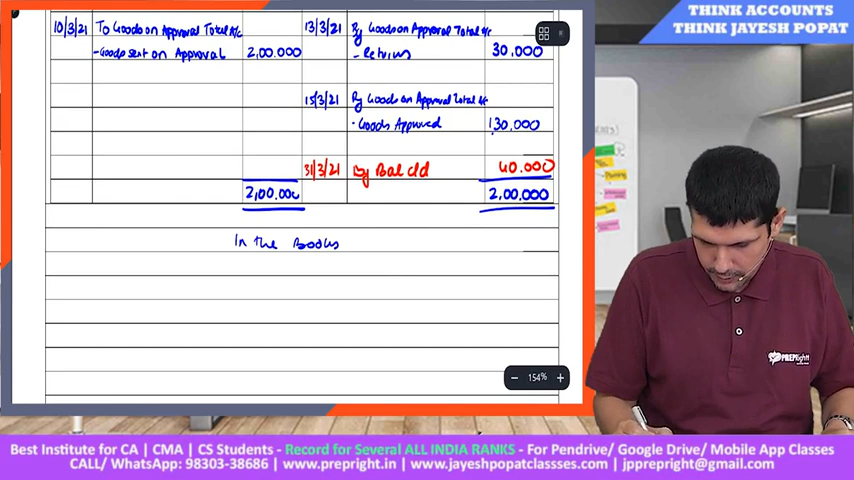 THINK ACCOUNTS
THINK JAYESH POPAT
10/3/21 To Goods on Approval Total A/c 13/3/21 By Goods on Approval Total A/c
- Goods sent on Approval 2,00,000 - Returns 30,000
15/3/21 By Goods on Approval Total A/c
- Goods Approved 130,000
31/3/21 By Bal c/d 40,000
2,00,000 2,00,000
In the Books
PREPRight
− 154% +
Best Institute for CA | CMA | CS Students - Record for Several ALL INDIA RANKS - For Pendrive/ Google Drive/ Mobile App Classes
CALL/ WhatsApp: 98303-38686 | www.prepright.in | www.jayeshpopatclassses.com | jpprepright@gmail.com